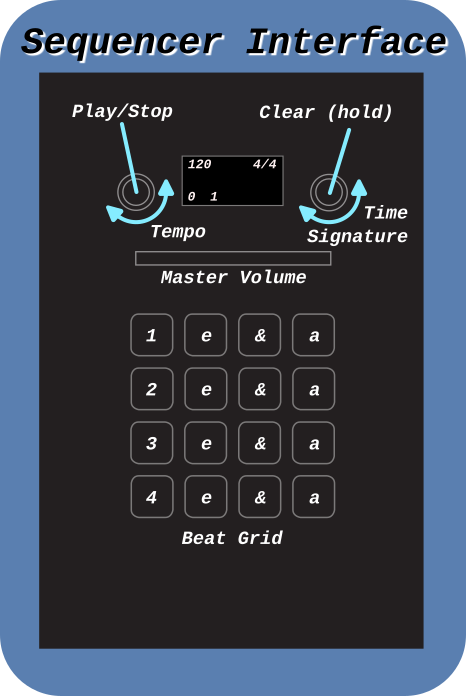 Sequencer Interface
Play/Stop
Clear (hold)
120 4/4
0 1
Tempo
Time
Signature
Master Volume
1 e & a
2 e & a
3 e & a
4 e & a
Beat Grid